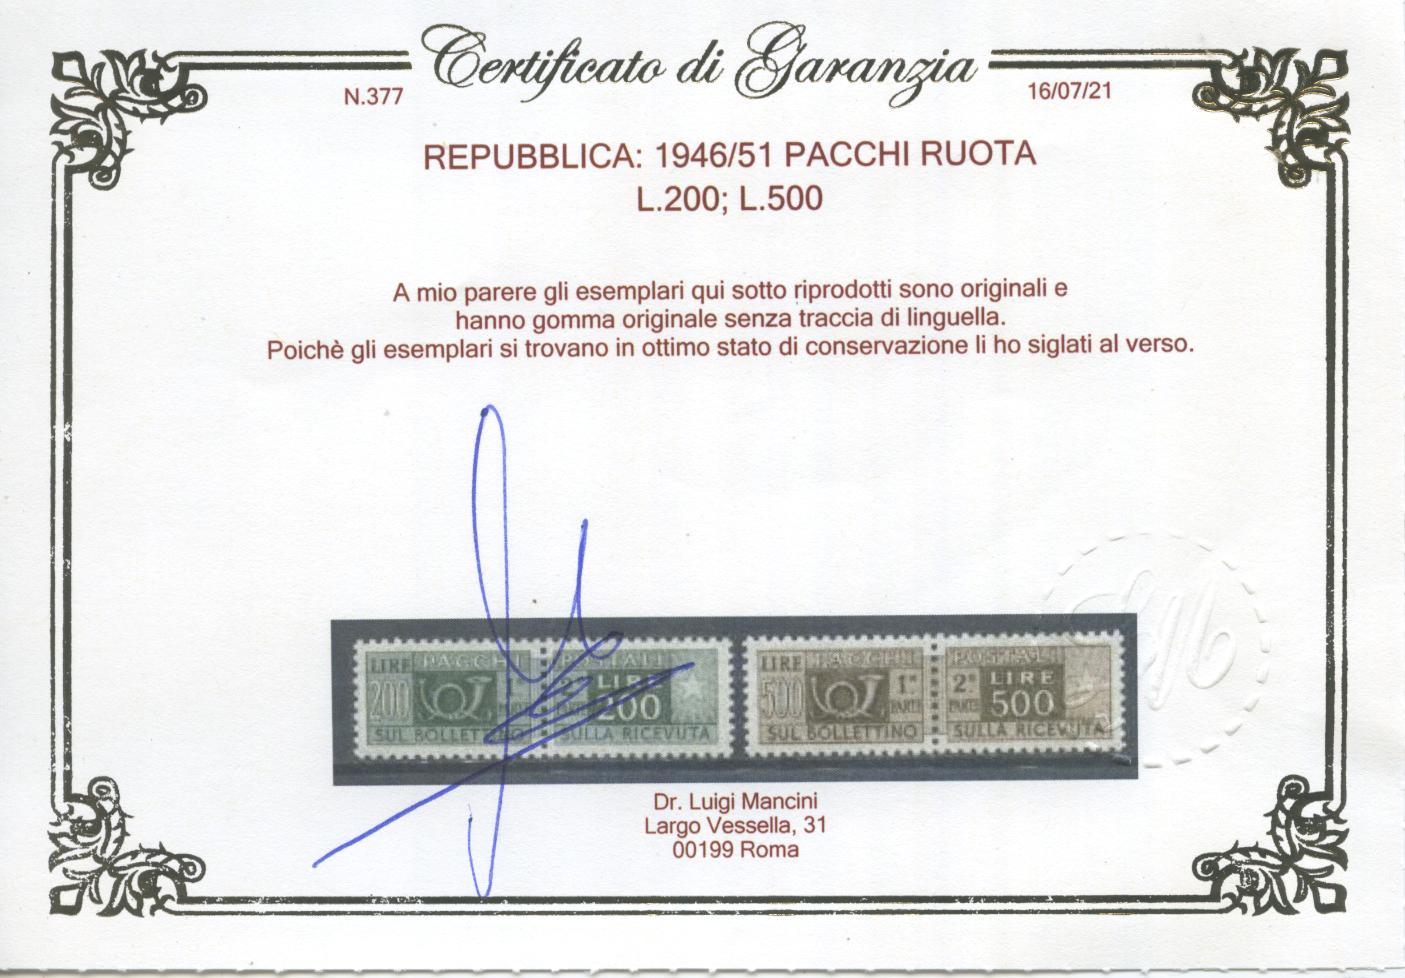 Certificato di Garanzia
N.377
16/07/21
REPUBBLICA: 1946/51 PACCHI RUOTA
L.200; L.500
A mio parere gli esemplari qui sotto riprodotti sono originali e
hanno gomma originale senza traccia di linguella.
Poichè gli esemplari si trovano in ottimo stato di conservazione li ho siglati al verso.
LIRE PACCHI POSTALI
200 2ª LIRE 200
SUL BOLLETTINO SULLA RICEVUTA
LIRE PACCHI POSTALI
500 1ª PARTE 2ª PARTE LIRE 500
SUL BOLLETTINO SULLA RICEVUTA
Dr. Luigi Mancini
Largo Vessella, 31
00199 Roma